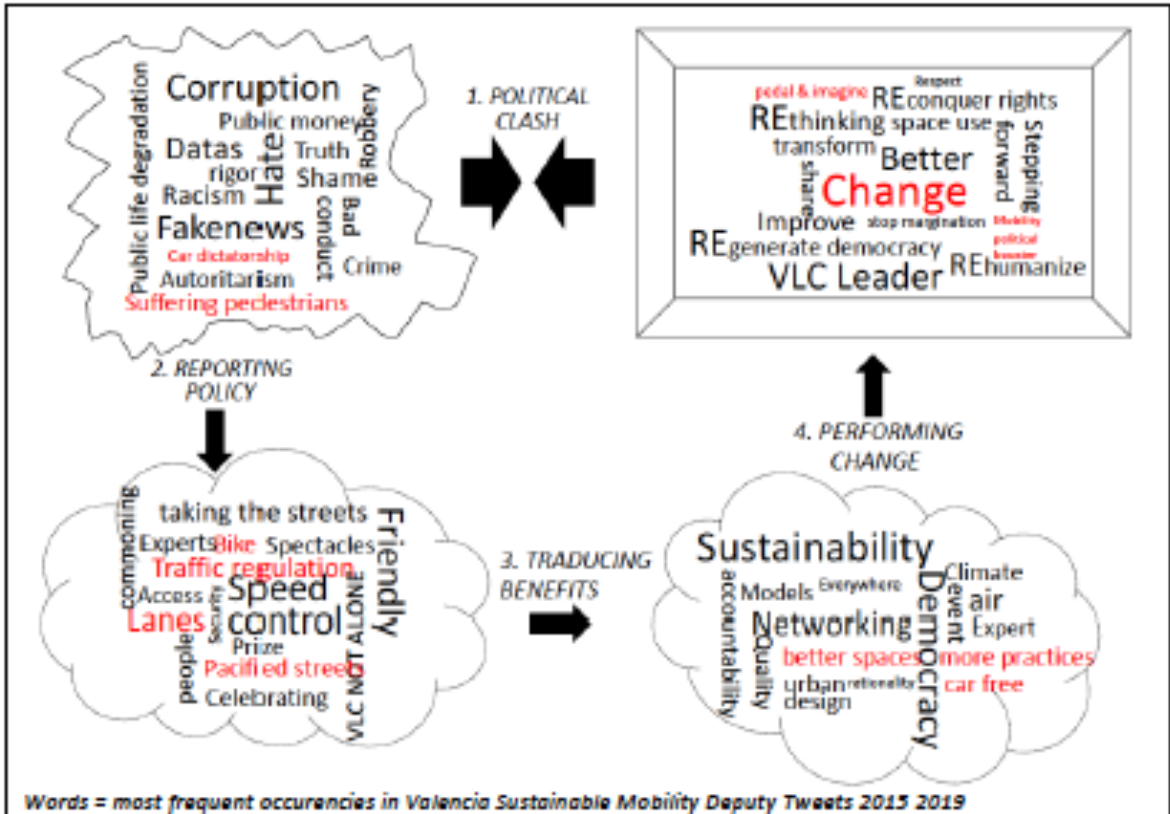 Public life degradation
Corruption
Public money
Robbery
Datas
Hate
Truth
rigor
Shame
Racism
Bad
conduct
Fakenews
Car dictatorship
Crime
Autoritariism
Suffering pedestrians
1. POLITICAL
CLASH
Respect
pedal & imagine
REconquer rights
REthinking space use
Stepping
forward
transform
Better
share
Change
Improve
stop margination
Mobility
political
booster
REgenerate democracy
REhumanize
VLC Leader
2. REPORTING
POLICY
commoning
taking the streets
Friendly
Experts
Bike
Spectacles
Traffic regulation
Access
Security
Speed
control
Lanes
people
Prize
Pacified streets
Celebrating
VLC NOT ALONE
3. TRADUCING
BENEFITS
4. PERFORMING
CHANGE
Sustainability
accountability
Models
Everywhere
Democracy
Climate
event
air
Networking
Expert
Quality
better spaces
more practices
urban
rationality
car free
design
Words = most frequent occurencies in Valencia Sustainable Mobility Deputy Tweets 2015 2019